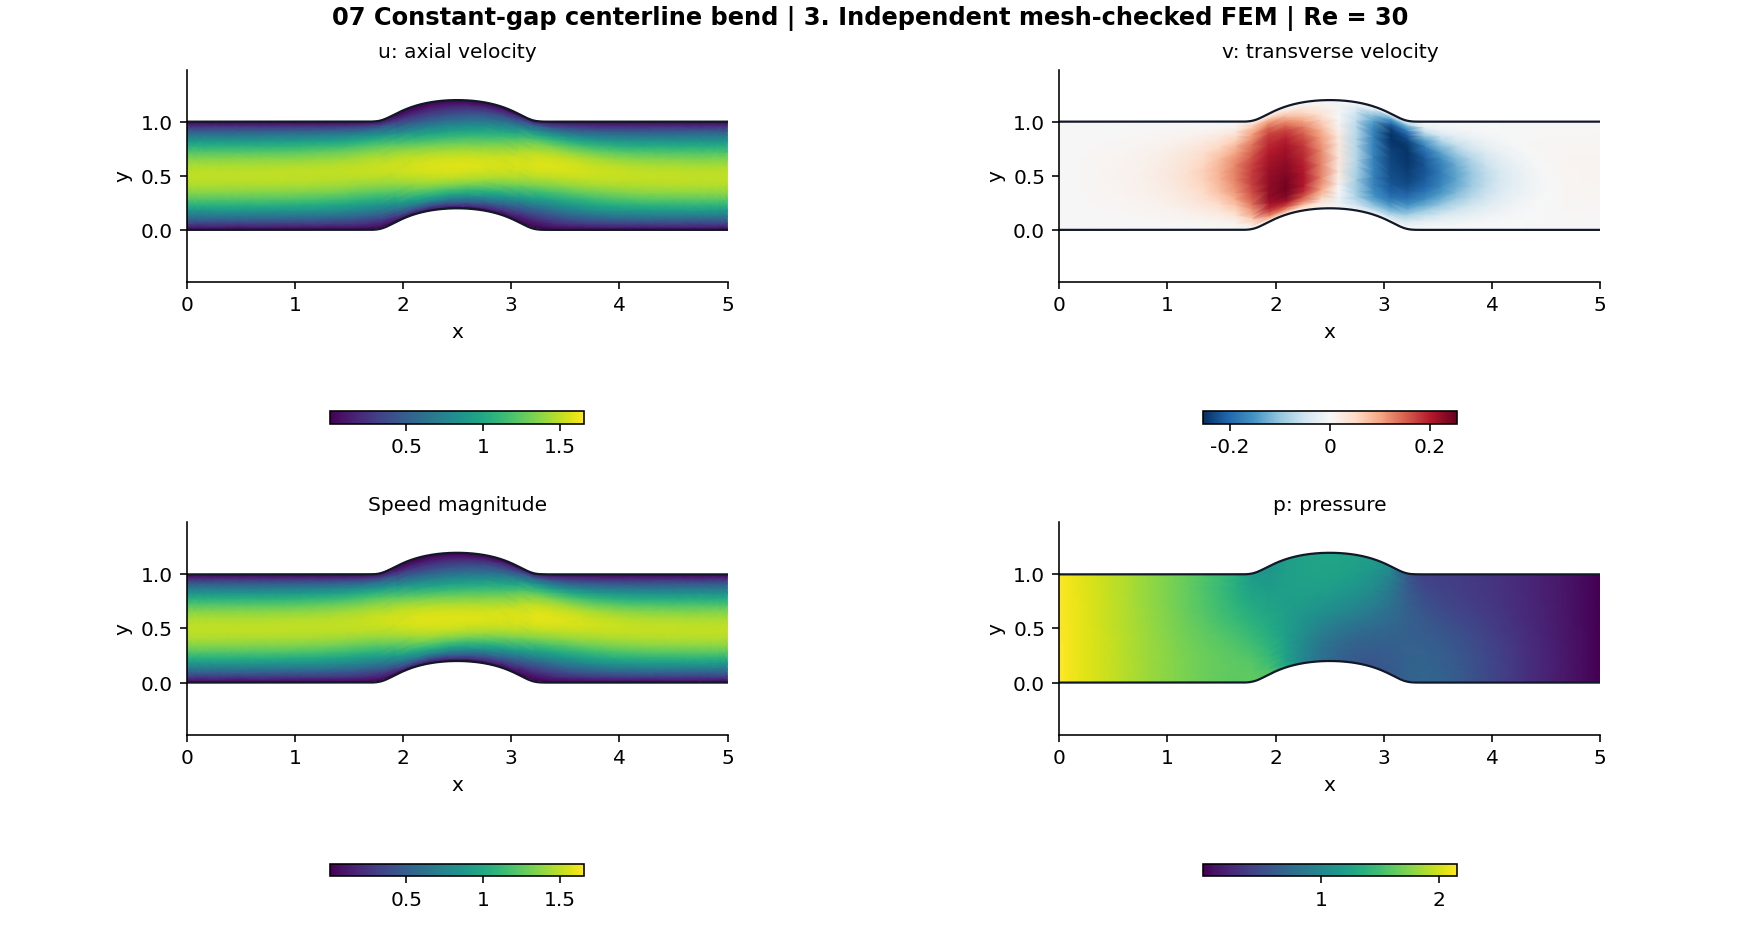 07 Constant-gap centerline bend | 3. Independent mesh-checked FEM | Re = 30
u: axial velocity
y
1.0
0.5
0.0
0 1 2 3 4 5
x
0.5 1 1.5
v: transverse velocity
y
1.0
0.5
0.0
0 1 2 3 4 5
x
-0.2 0 0.2
Speed magnitude
y
1.0
0.5
0.0
0 1 2 3 4 5
x
0.5 1 1.5
p: pressure
y
1.0
0.5
0.0
0 1 2 3 4 5
x
1 2